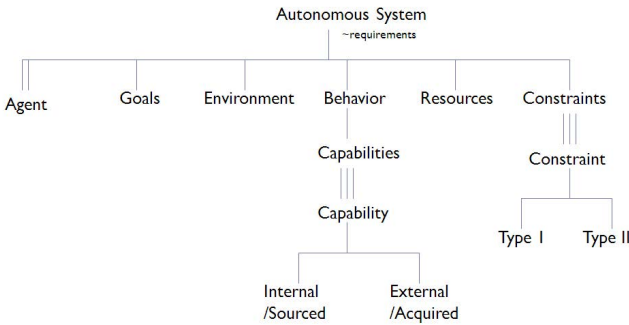 Autonomous System
~requirements
Agent
Goals
Environment
Behavior
Resources
Constraints
Capabilities
Constraint
Capability
Type I
Type II
Internal
/Sourced
External
/Acquired